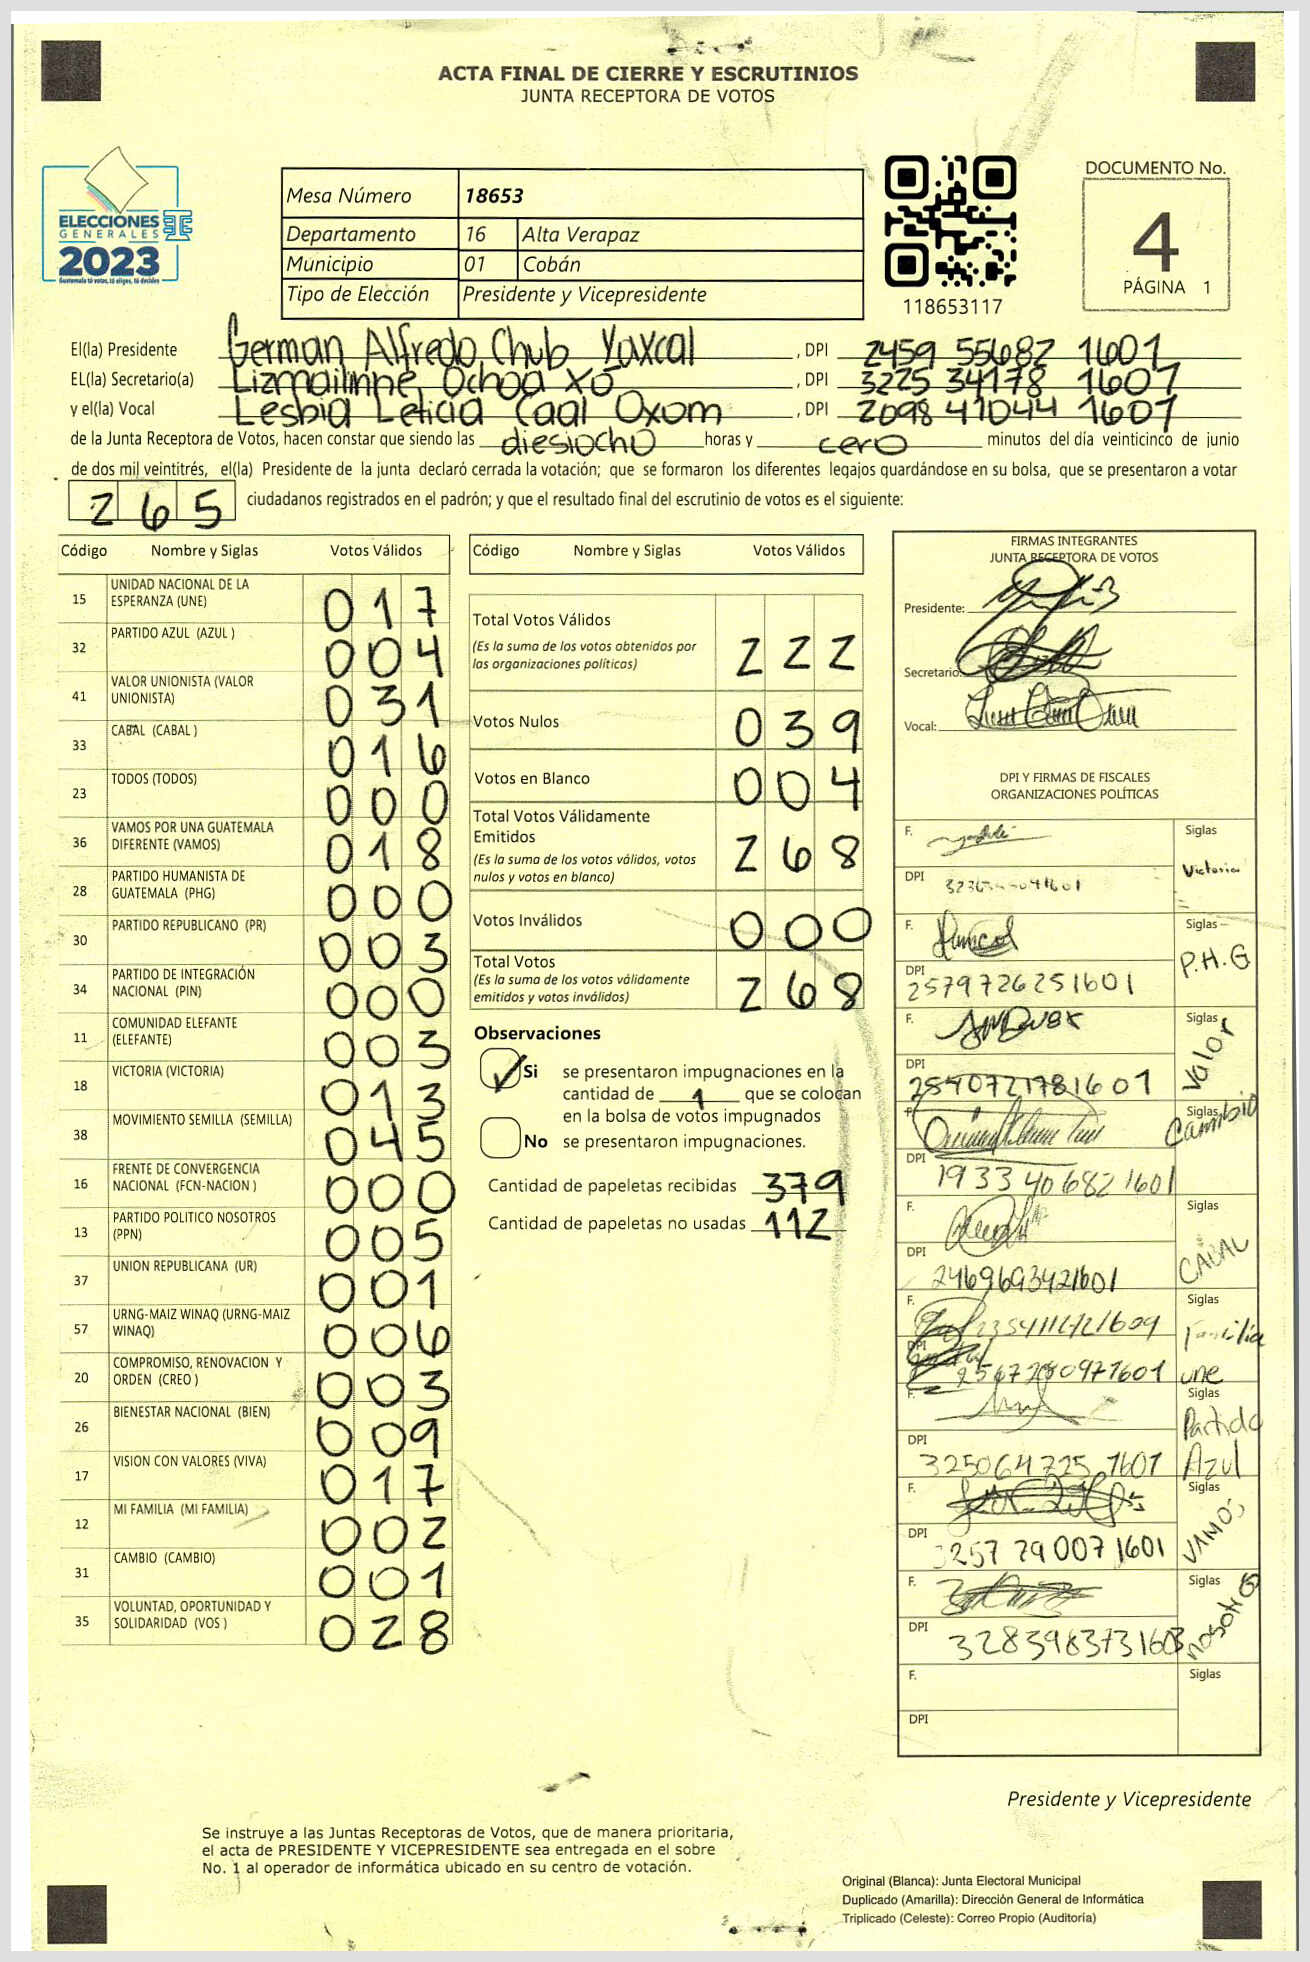 ACTA FINAL DE CIERRE Y ESCRUTINIOS
JUNTA RECEPTORA DE VOTOS
ELECCIONES
GENERALES
2023
Guatemala tú votas, tú eliges, tú decides
Mesa Número 18653
Departamento 16 Alta Verapaz
Municipio 01 Cobán
Tipo de Elección Presidente y Vicepresidente
118653117
DOCUMENTO No.
4
PÁGINA 1
El(la) Presidente German Alfredo Chub Yaxcal , DPI 2459 55682 1601
EL(la) Secretario(a) Lizmailinne Ochoa Xó , DPI 3225 34178 1607
y el(la) Vocal Lesbia Leticia Caal Oxom , DPI 2098 41044 1601
de la Junta Receptora de Votos, hacen constar que siendo las diesiocho horas y cero minutos del día veinticinco de junio
de dos mil veintitrés, el(la) Presidente de la junta declaró cerrada la votación; que se formaron los diferentes legajos guardándose en su bolsa, que se presentaron a votar
265 ciudadanos registrados en el padrón; y que el resultado final del escrutinio de votos es el siguiente:
Código Nombre y Siglas Votos Válidos
15 UNIDAD NACIONAL DE LA ESPERANZA (UNE) 017
32 PARTIDO AZUL (AZUL ) 004
41 VALOR UNIONISTA (VALOR UNIONISTA) 031
33 CABAL (CABAL ) 016
23 TODOS (TODOS) 000
36 VAMOS POR UNA GUATEMALA DIFERENTE (VAMOS) 018
28 PARTIDO HUMANISTA DE GUATEMALA (PHG) 000
30 PARTIDO REPUBLICANO (PR) 003
34 PARTIDO DE INTEGRACIÓN NACIONAL (PIN) 000
11 COMUNIDAD ELEFANTE (ELEFANTE) 003
18 VICTORIA (VICTORIA) 013
38 MOVIMIENTO SEMILLA (SEMILLA) 045
16 FRENTE DE CONVERGENCIA NACIONAL (FCN-NACION ) 000
13 PARTIDO POLITICO NOSOTROS (PPN) 005
37 UNION REPUBLICANA (UR) 001
57 URNG-MAIZ WINAQ (URNG-MAIZ WINAQ) 006
20 COMPROMISO, RENOVACION Y ORDEN (CREO ) 003
26 BIENESTAR NACIONAL (BIEN) 009
17 VISION CON VALORES (VIVA) 017
12 MI FAMILIA (MI FAMILIA) 002
31 CAMBIO (CAMBIO) 001
35 VOLUNTAD, OPORTUNIDAD Y SOLIDARIDAD (VOS ) 028
Código Nombre y Siglas Votos Válidos
Total Votos Válidos 222
(Es la suma de los votos obtenidos por
las organizaciones políticas)
Votos Nulos 039
Votos en Blanco 004
Total Votos Válidamente
Emitidos 268
(Es la suma de los votos válidos, votos
nulos y votos en blanco)
Votos Inválidos 000
Total Votos 268
(Es la suma de los votos válidamente
emitidos y votos inválidos)
Observaciones
Si se presentaron impugnaciones en la
cantidad de 1 que se colocan
en la bolsa de votos impugnados
No se presentaron impugnaciones.
Cantidad de papeletas recibidas 379
Cantidad de papeletas no usadas 112
FIRMAS INTEGRANTES
JUNTA RECEPTORA DE VOTOS
Presidente:
Secretario:
Vocal:
DPI Y FIRMAS DE FISCALES
ORGANIZACIONES POLÍTICAS
F. Siglas Victoria
DPI
F. Siglas P.H.G
DPI 2579726251601
F. Siglas Valor
DPI 2540721781601
F. Siglas Cambio
DPI 1933406821601
F. Siglas CABAL
DPI 2469693421601
F. Siglas Familia
DPI 2567280971601 une
F. Siglas Partido Azul
DPI 3250647251601
F. Siglas VAMOS
DPI 3257790071601
F. Siglas nosotros
DPI 3283983731603
F. Siglas
DPI
Presidente y Vicepresidente
Se instruye a las Juntas Receptoras de Votos, que de manera prioritaria,
el acta de PRESIDENTE Y VICEPRESIDENTE sea entregada en el sobre
No. 1 al operador de informática ubicado en su centro de votación.
Original (Blanca): Junta Electoral Municipal
Duplicado (Amarilla): Dirección General de Informática
Triplicado (Celeste): Correo Propio (Auditoría)